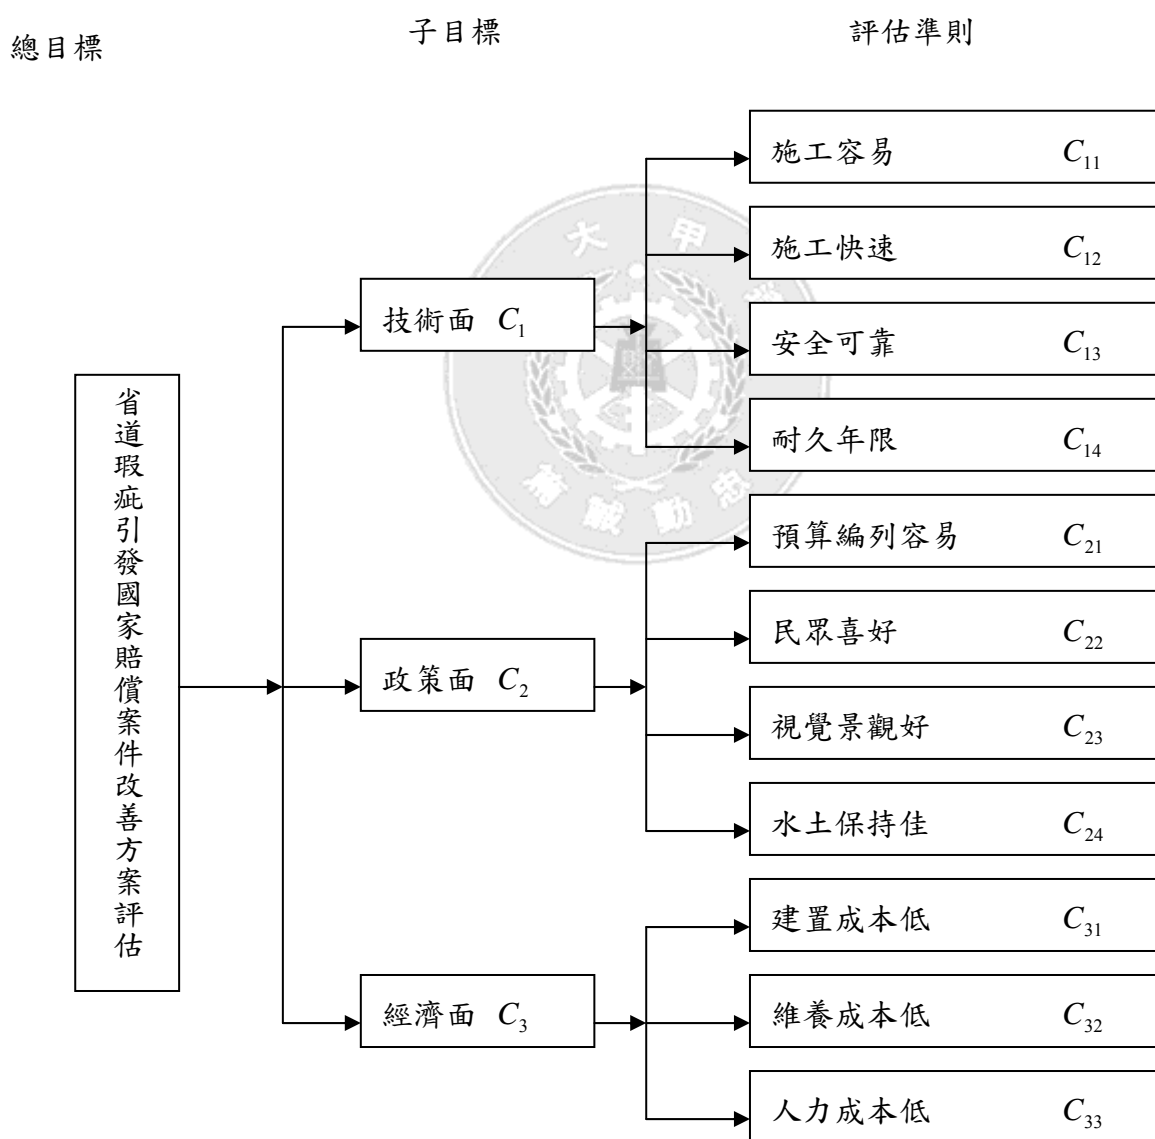 總目標
子目標
評估準則
省道瑕疵引發國家賠償案件改善方案評估
技術面 C₁
施工容易 C₁₁
施工快速 C₁₂
安全可靠 C₁₃
耐久年限 C₁₄
政策面 C₂
預算編列容易 C₂₁
民眾喜好 C₂₂
視覺景觀好 C₂₃
水土保持佳 C₂₄
經濟面 C₃
建置成本低 C₃₁
維養成本低 C₃₂
人力成本低 C₃₃
大甲
誠勤忠